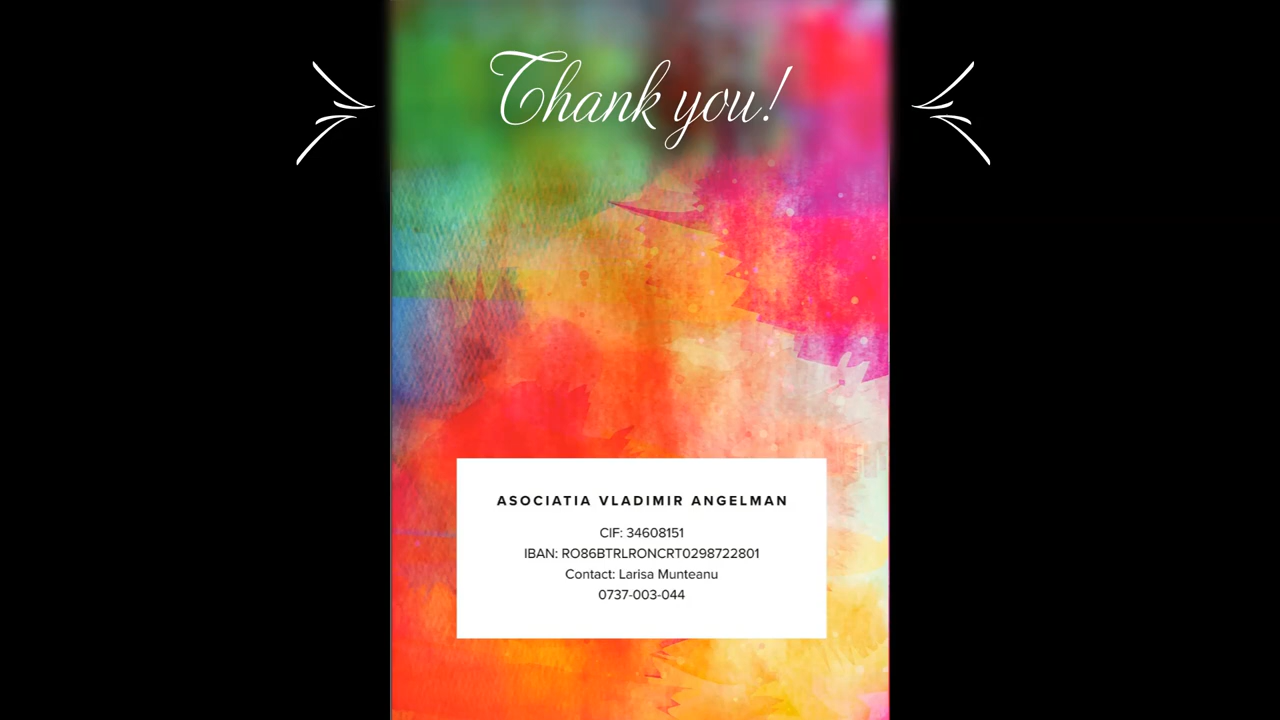 Thank you!
ASOCIATIA VLADIMIR ANGELMAN
CIF: 34608151
IBAN: RO86BTRLRONCRT0298722801
Contact: Larisa Munteanu
0737-003-044